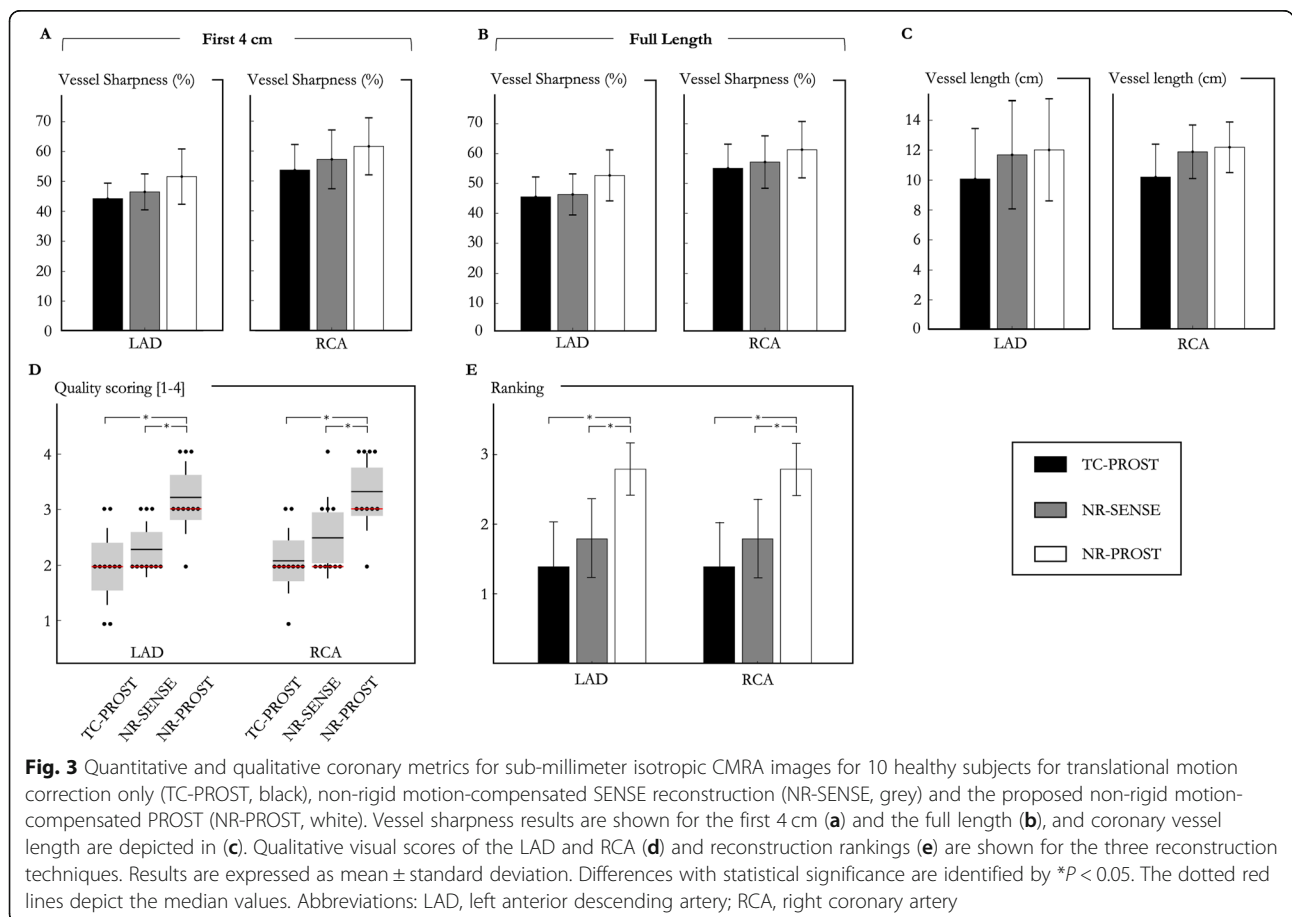 A
First 4 cm
B
Full Length
C
Vessel Sharpness (%)
Vessel Sharpness (%)
Vessel Sharpness (%)
Vessel Sharpness (%)
Vessel length (cm)
Vessel length (cm)
70
60
50
40
30
20
10
0
LAD
RCA
70
60
50
40
30
20
10
0
LAD
RCA
14
12
10
8
6
4
2
0
LAD
RCA
D
Quality scoring [1-4]
* *
* *
4
3
2
1
LAD
RCA
TC-PROST
NR-SENSE
NR-PROST
TC-PROST
NR-SENSE
NR-PROST
E
Ranking
* *
* *
3
2
1
LAD
RCA
TC-PROST
NR-SENSE
NR-PROST
Fig. 3 Quantitative and qualitative coronary metrics for sub-millimeter isotropic CMRA images for 10 healthy subjects for translational motion
correction only (TC-PROST, black), non-rigid motion-compensated SENSE reconstruction (NR-SENSE, grey) and the proposed non-rigid motion-
compensated PROST (NR-PROST, white). Vessel sharpness results are shown for the first 4 cm (a) and the full length (b), and coronary vessel
length are depicted in (c). Qualitative visual scores of the LAD and RCA (d) and reconstruction rankings (e) are shown for the three reconstruction
techniques. Results are expressed as mean ± standard deviation. Differences with statistical significance are identified by *P < 0.05. The dotted red
lines depict the median values. Abbreviations: LAD, left anterior descending artery; RCA, right coronary artery